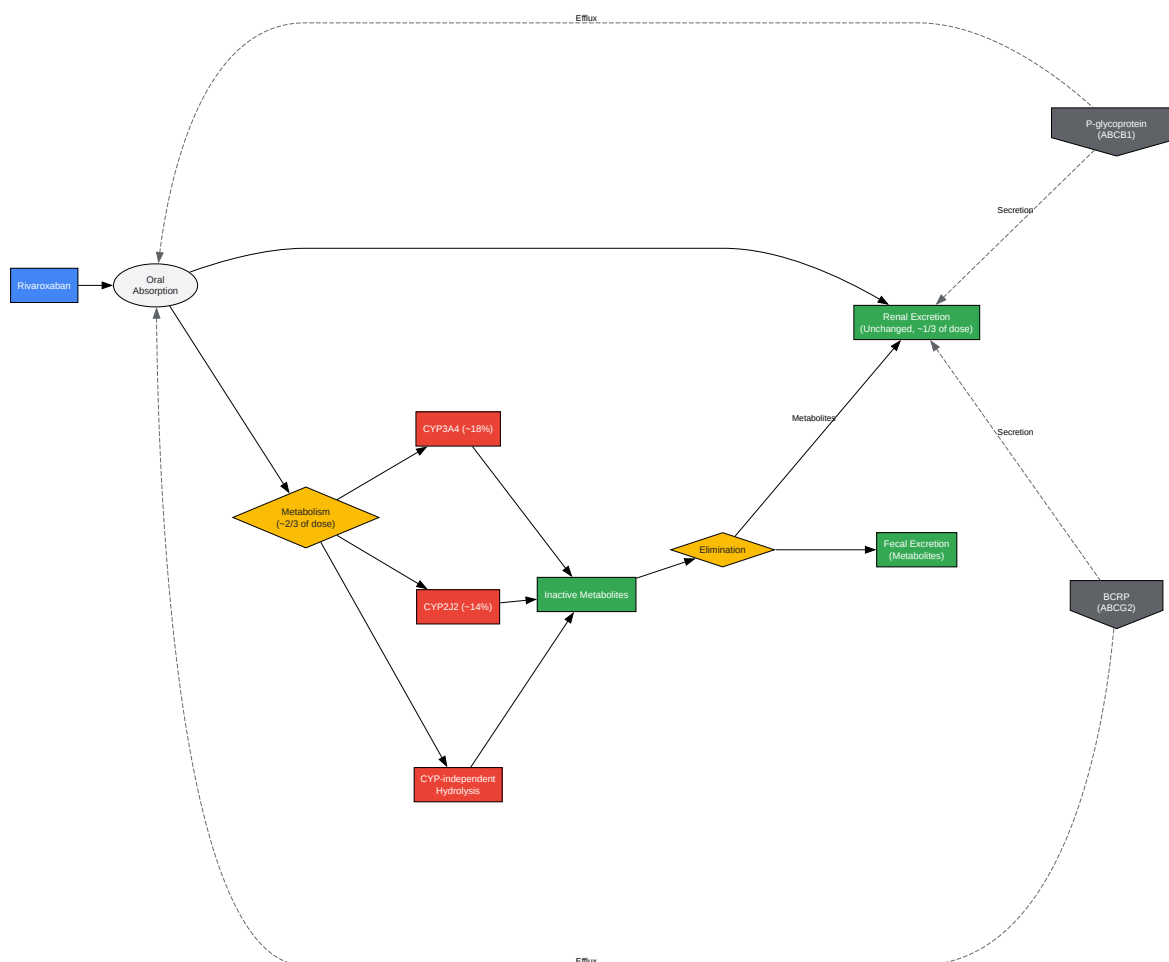 Efflux
P-glycoprotein
(ABCB1)
Secretion
Rivaroxaban
Oral
Absorption
Renal Excretion
(Unchanged, ~1/3 of dose)
Metabolites
CYP3A4 (~18%)
Secretion
Metabolism
(~2/3 of dose)
Elimination
Fecal Excretion
(Metabolites)
Inactive Metabolites
CYP2J2 (~14%)
BCRP
(ABCG2)
CYP-independent
Hydrolysis
Efflux